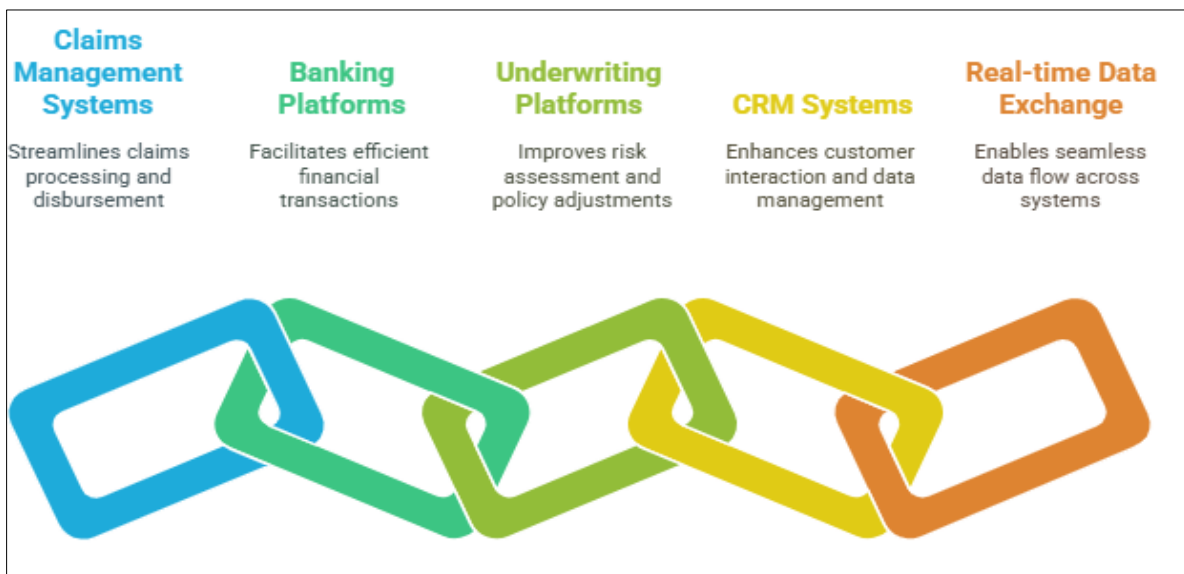 Claims
Management
Systems
Streamlines claims
processing and
disbursement
Banking
Platforms
Facilitates efficient
financial
transactions
Underwriting
Platforms
Improves risk
assessment and
policy adjustments
CRM Systems
Enhances customer
interaction and data
management
Real-time Data
Exchange
Enables seamless
data flow across
systems